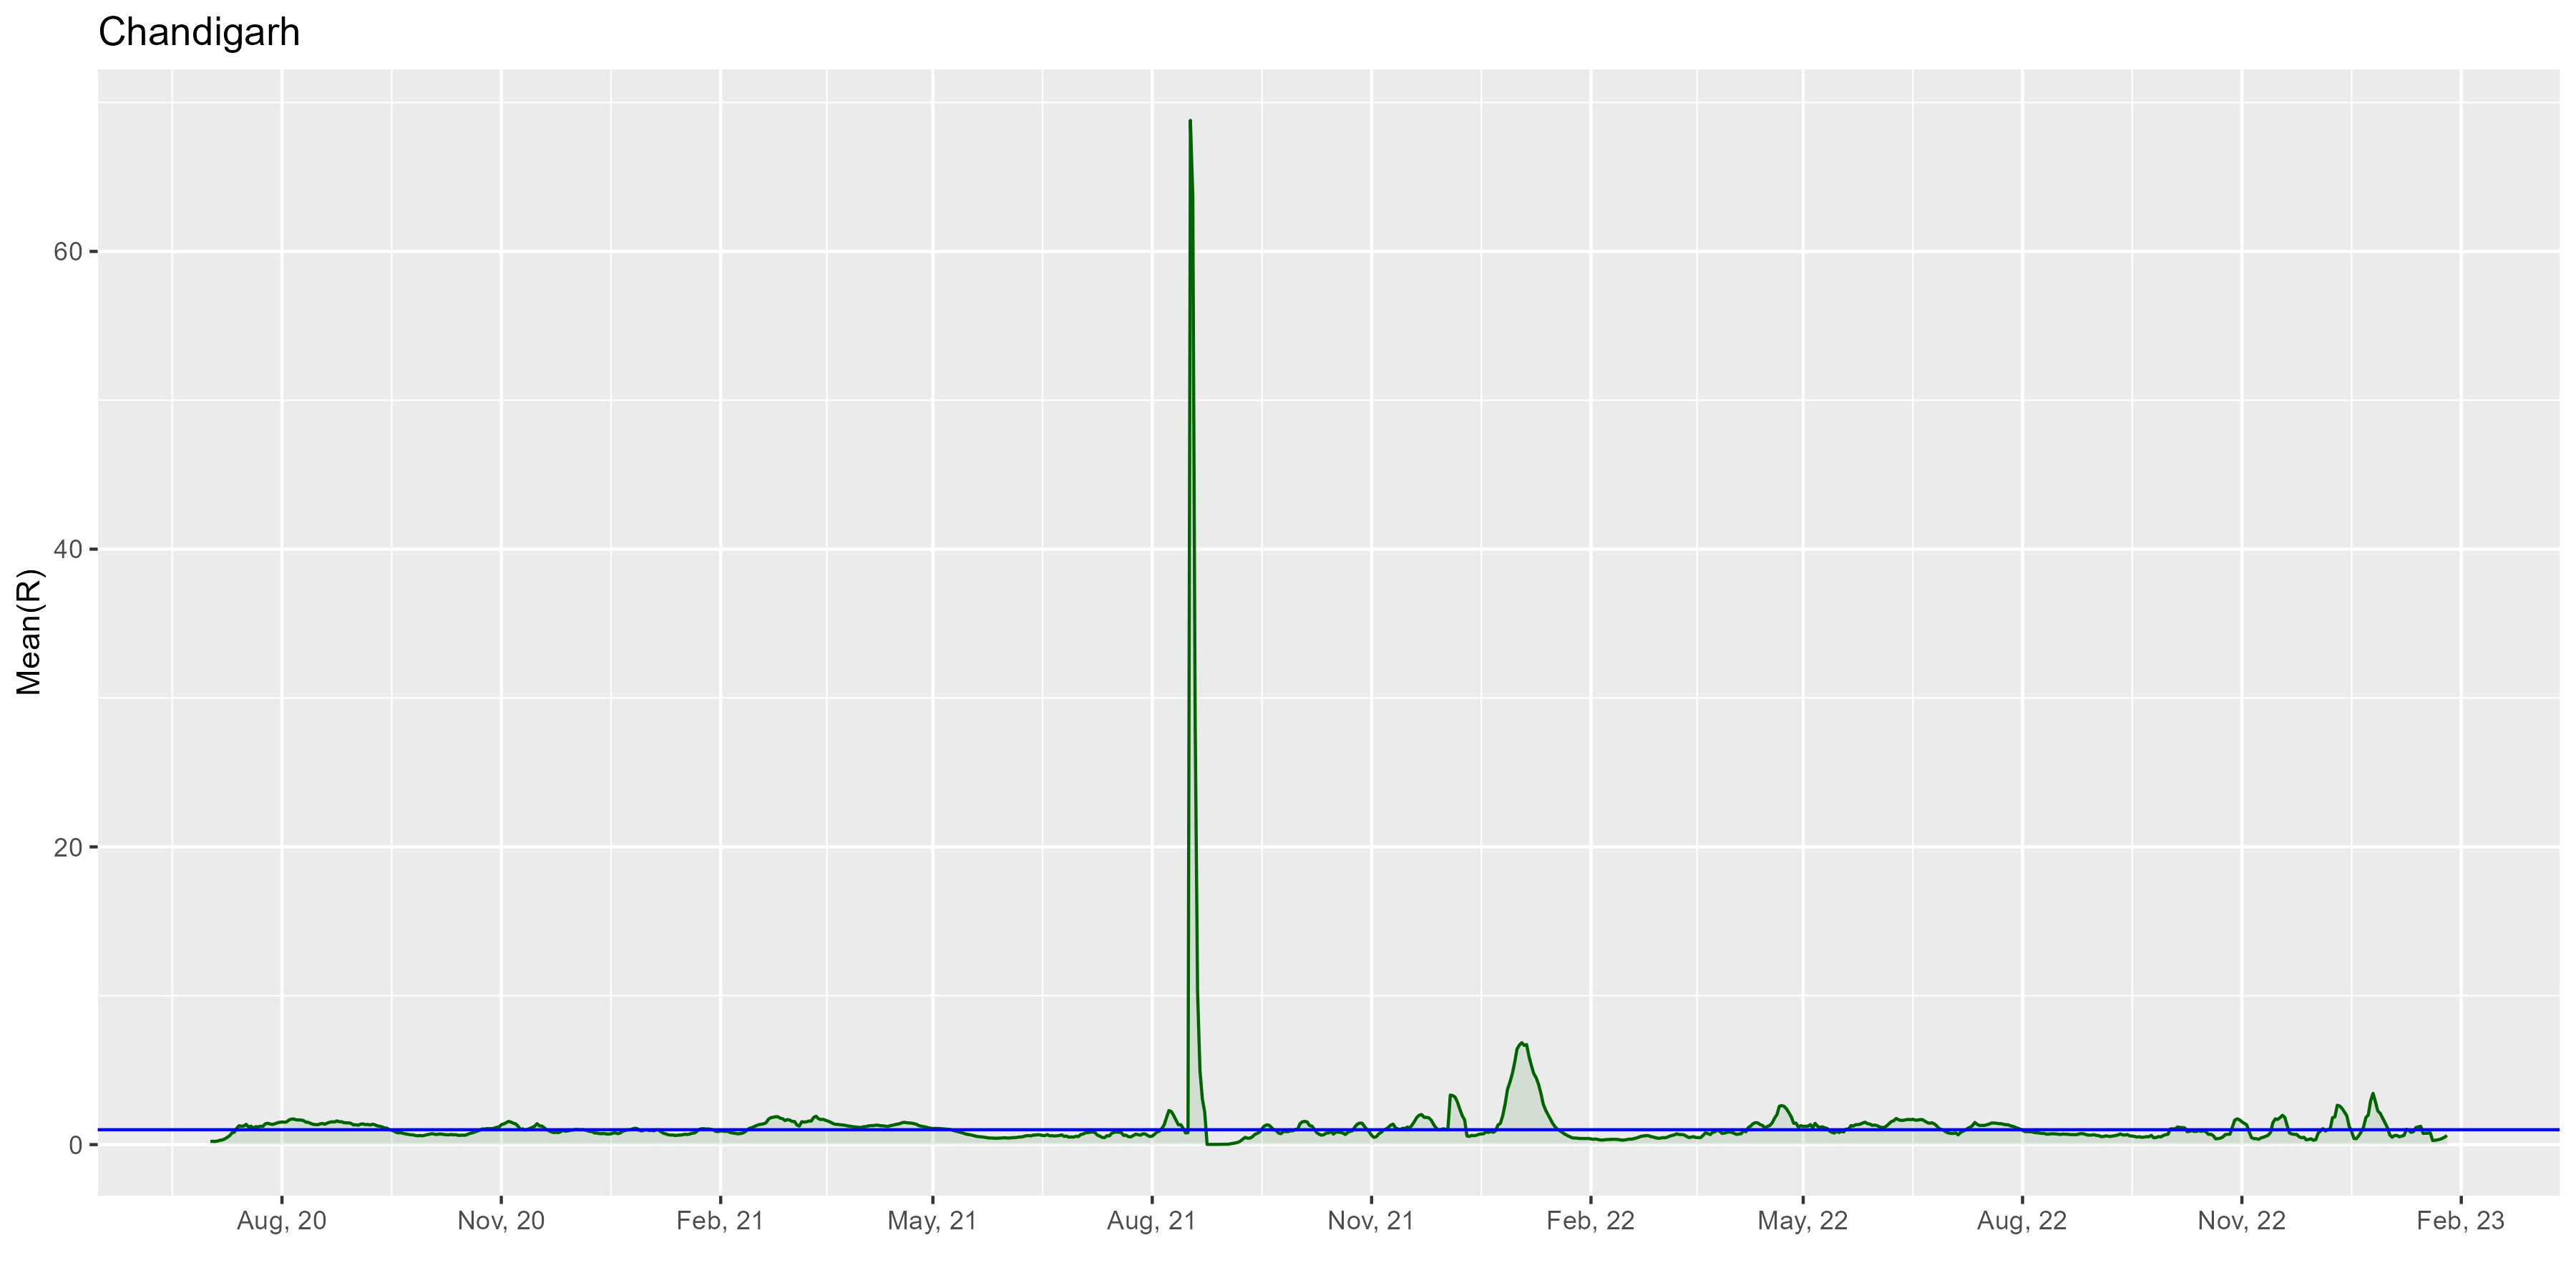 Chandigarh
Mean(R)
60
40
20
0
Aug, 20 Nov, 20 Feb, 21 May, 21 Aug, 21 Nov, 21 Feb, 22 May, 22 Aug, 22 Nov, 22 Feb, 23